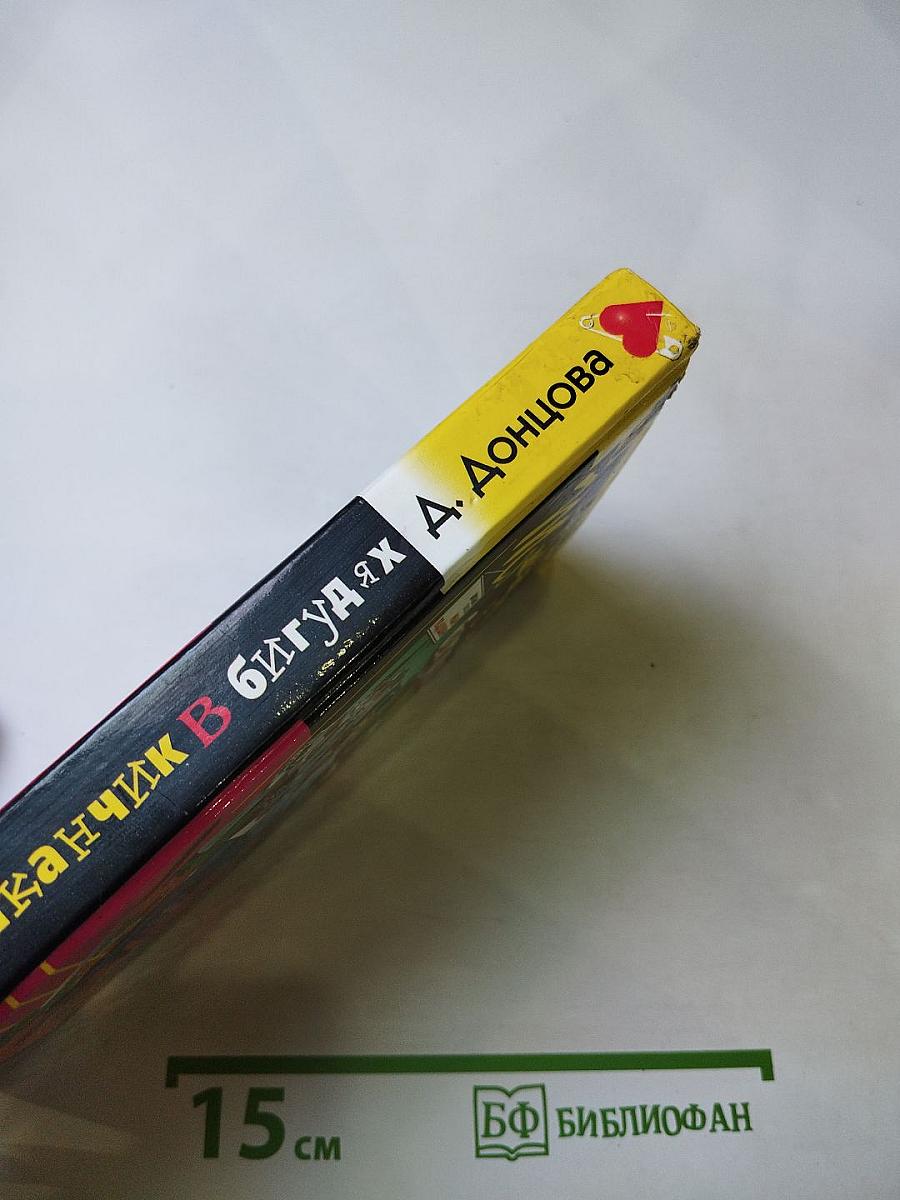 Д. Донцова
канчик в бигудях
15 см
БФ БИБЛИОФАН